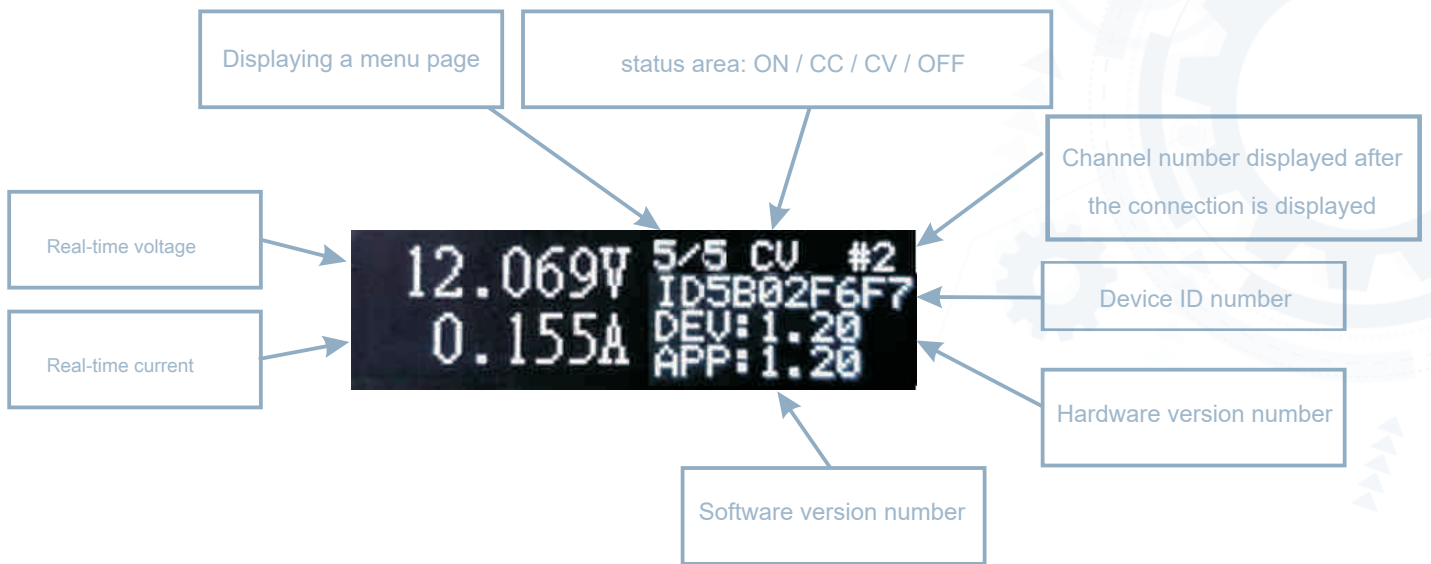 Displaying a menu page
status area: ON / CC / CV / OFF
Channel number displayed after
the connection is displayed
Real-time voltage
12.069V
5/5 CV #2
ID5B02F6F7
Device ID number
Real-time current
0.155A
DEV:1.20
APP:1.20
Hardware version number
Software version number